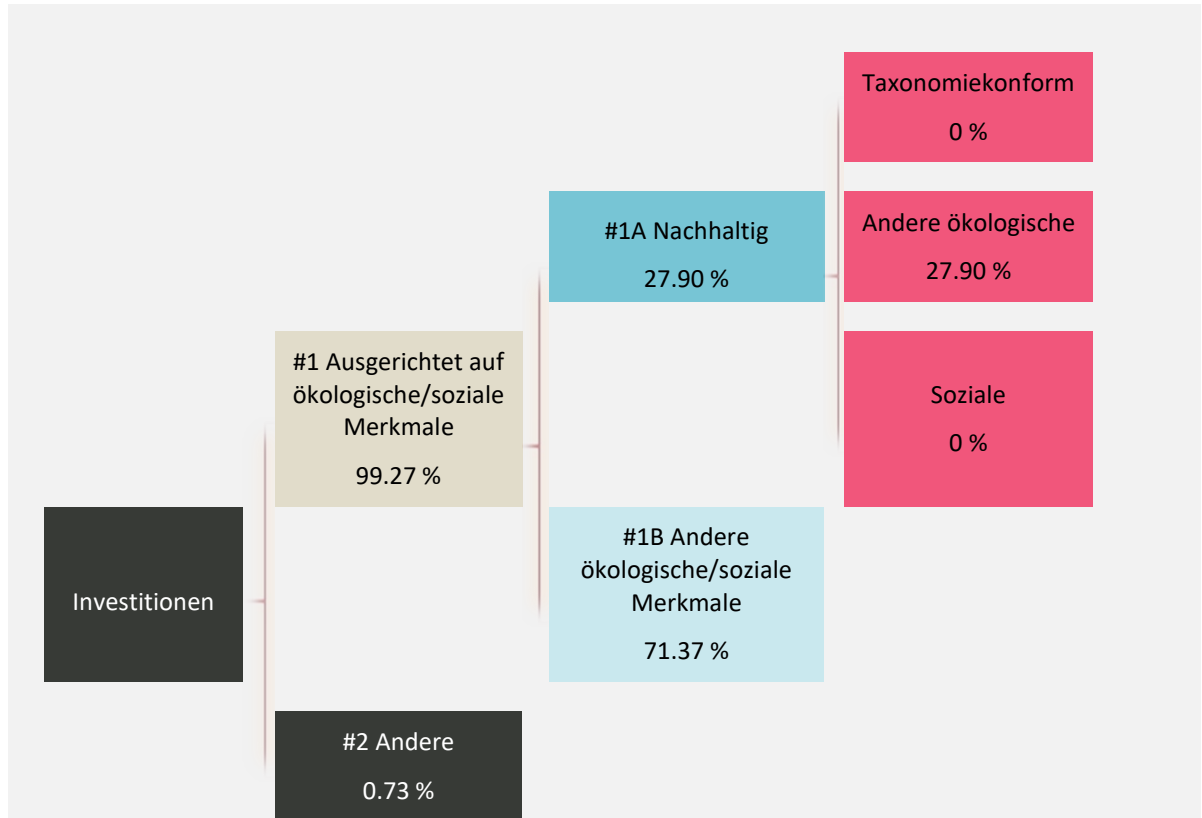 Taxonomiekonform
0 %
#1A Nachhaltig
27.90 %
Andere ökologische
27.90 %
#1 Ausgerichtet auf
ökologische/soziale
Merkmale
99.27 %
Soziale
0 %
Investitionen
#1B Andere
ökologische/soziale
Merkmale
71.37 %
#2 Andere
0.73 %